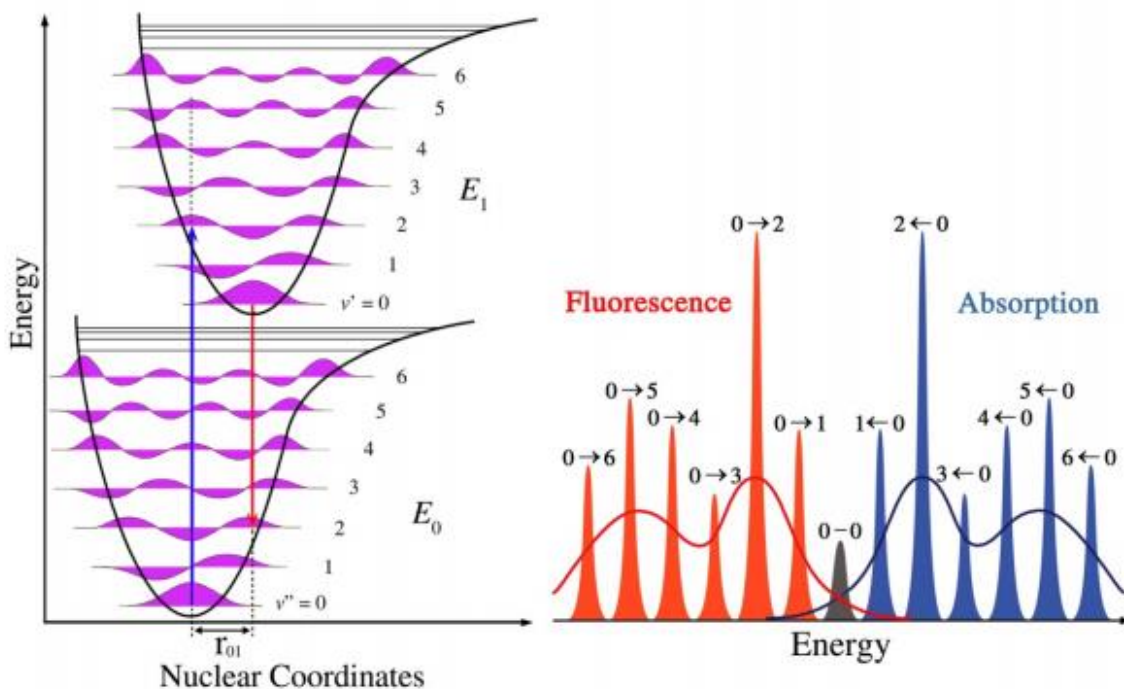 Energy
6
5
4
3
E1
2
1
v' = 0
6
5
4
3
E0
2
1
v'' = 0
r01
Nuclear Coordinates
0→2
2←0
Fluorescence
Absorption
0→5
0→4
0→1
1←0
4←0
5←0
0→6
0→3
3←0
6←0
0-0
Energy